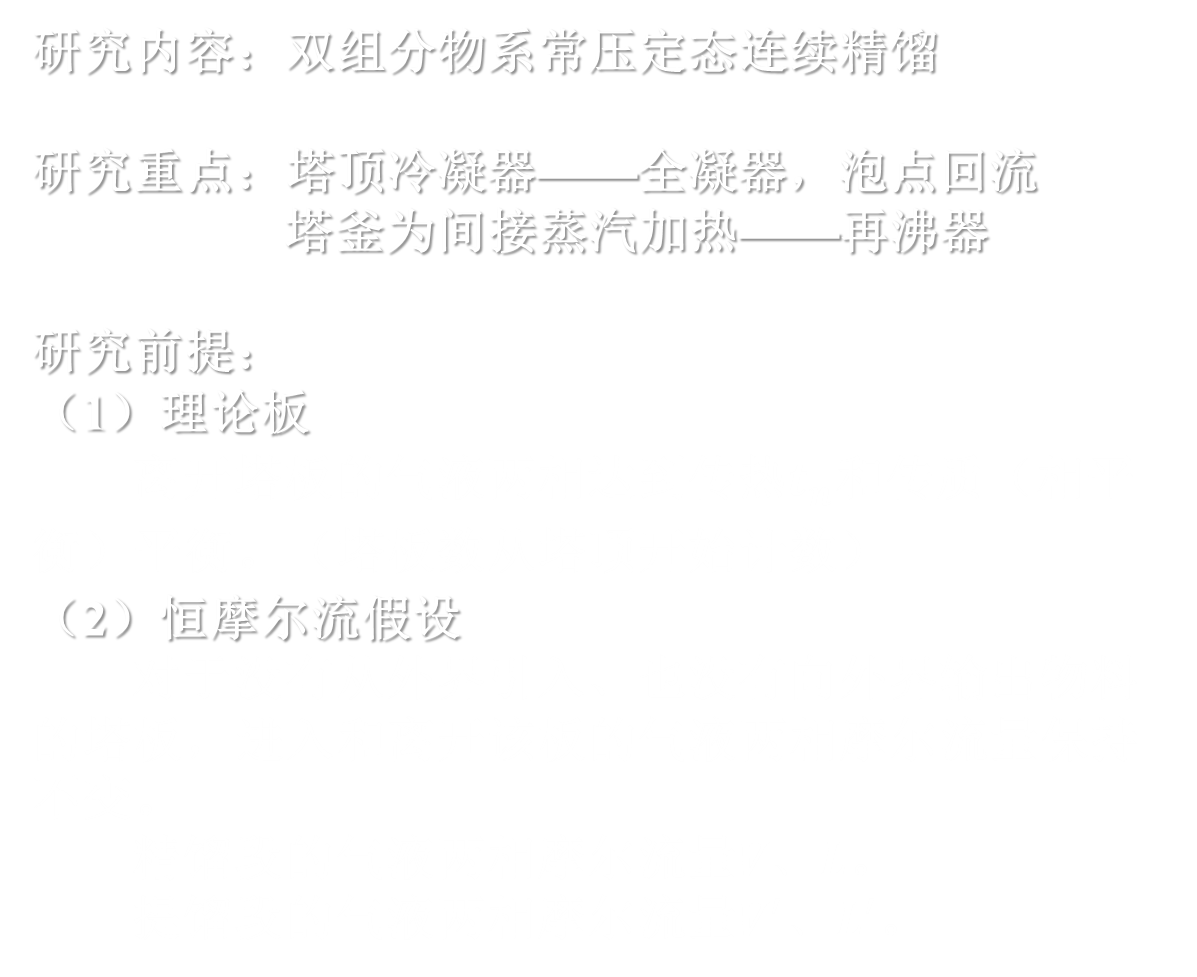 研究内容：双组分物系常压定态连续精馏
研究重点：塔顶冷凝器——全凝器，泡点回流
塔釜为间接蒸汽加热——再沸器
研究前提：
（1）理论板
（2）恒摩尔流假设